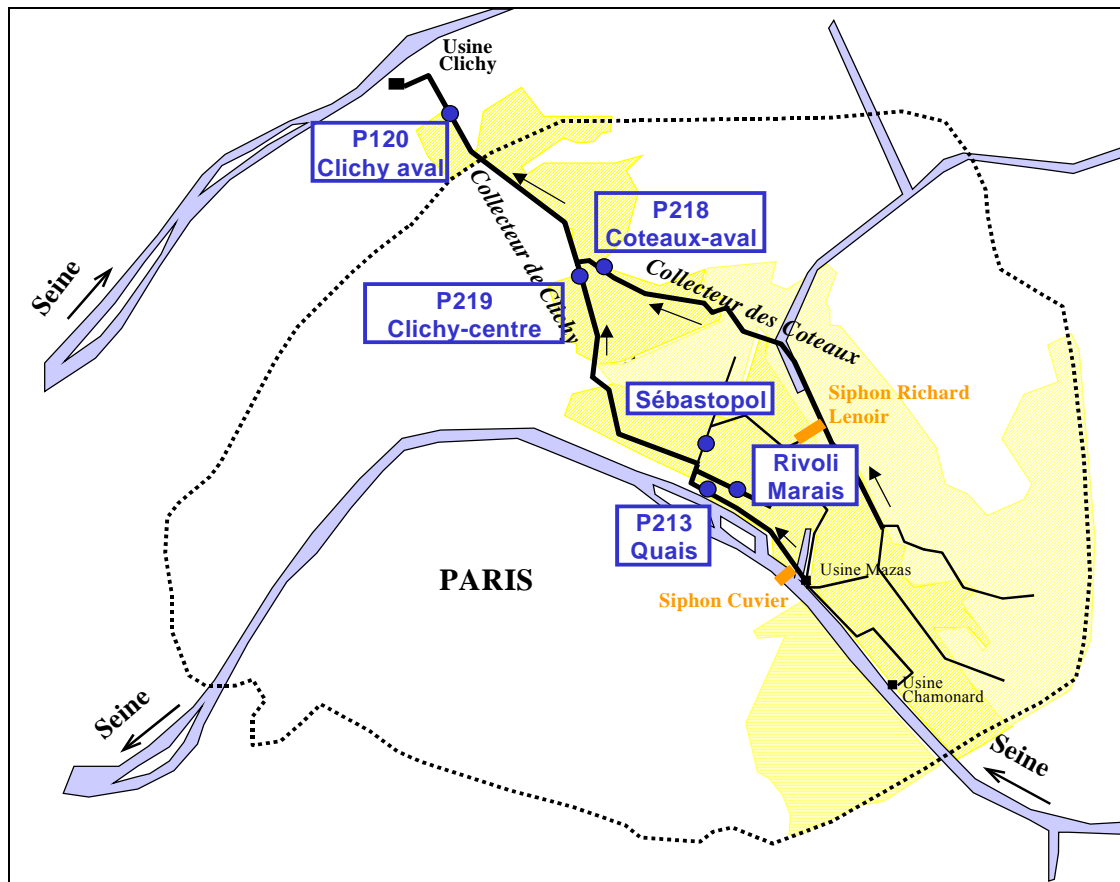 Usine
Clichy
P120
Clichy aval
Collecteur de Clichy
P218
Coteaux-aval
Seine
Collecteur des Coteaux
P219
Clichy-centre
Sébastopol
Siphon Richard
Lenoir
Rivoli
Marais
P213
Quais
Usine Mazas
PARIS
Siphon Cuvier
Usine
Chamonard
Seine
Seine